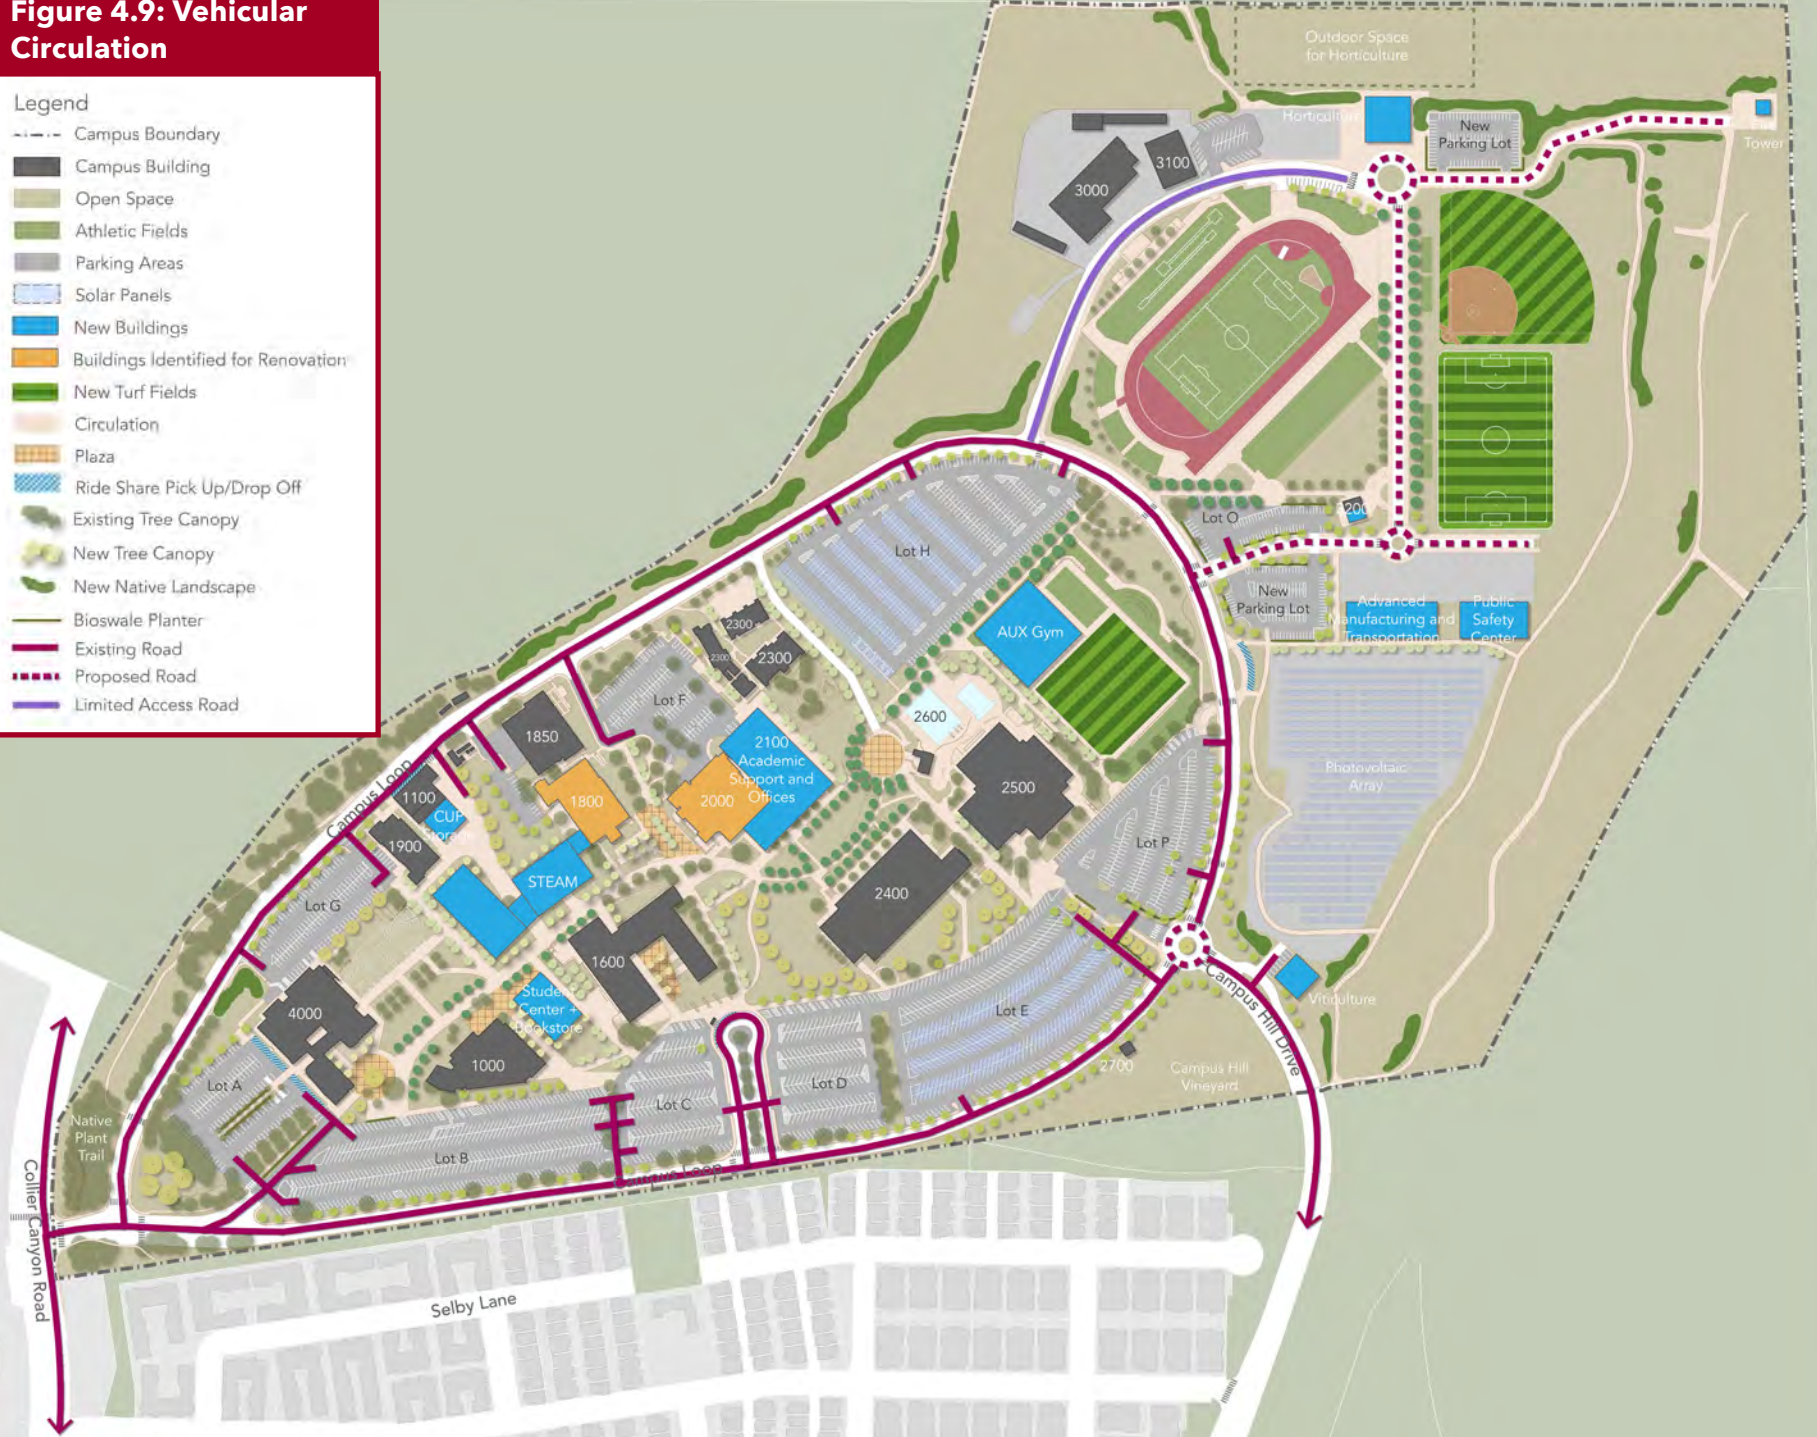 Figure 4.9: Vehicular
Circulation
Legend
Campus Boundary
Campus Building
Open Space
Athletic Fields
Parking Areas
Solar Panels
New Buildings
Buildings Identified for Renovation
New Turf Fields
Circulation
Plaza
Ride Share Pick Up/Drop Off
Existing Tree Canopy
New Tree Canopy
New Native Landscape
Bioswale Planter
Existing Road
Proposed Road
Limited Access Road
Outdoor Space
for Horticulture
Horticulture
New
Parking Lot
Tower
3100
3000
Lot O
3200
Lot H
New
Parking Lot
Advanced
Manufacturing and
Transportation
Public
Safety
Center
AUX Gym
2300
2300
2300
Lot F
2600
1850
2100
Academic
Support and
Offices
2000
1800
2500
Photovoltaic
Array
Campus Loop
1100
CUP
Storage
1900
Lot P
STEAM
2400
Lot G
1600
Campus Hill Drive
Viticulture
Student
Center +
Bookstore
4000
Lot E
1000
2700
Campus Hill
Vineyard
Lot A
Lot D
Lot C
Native
Plant
Trail
Lot B
Campus Loop
Collier Canyon Road
Selby Lane